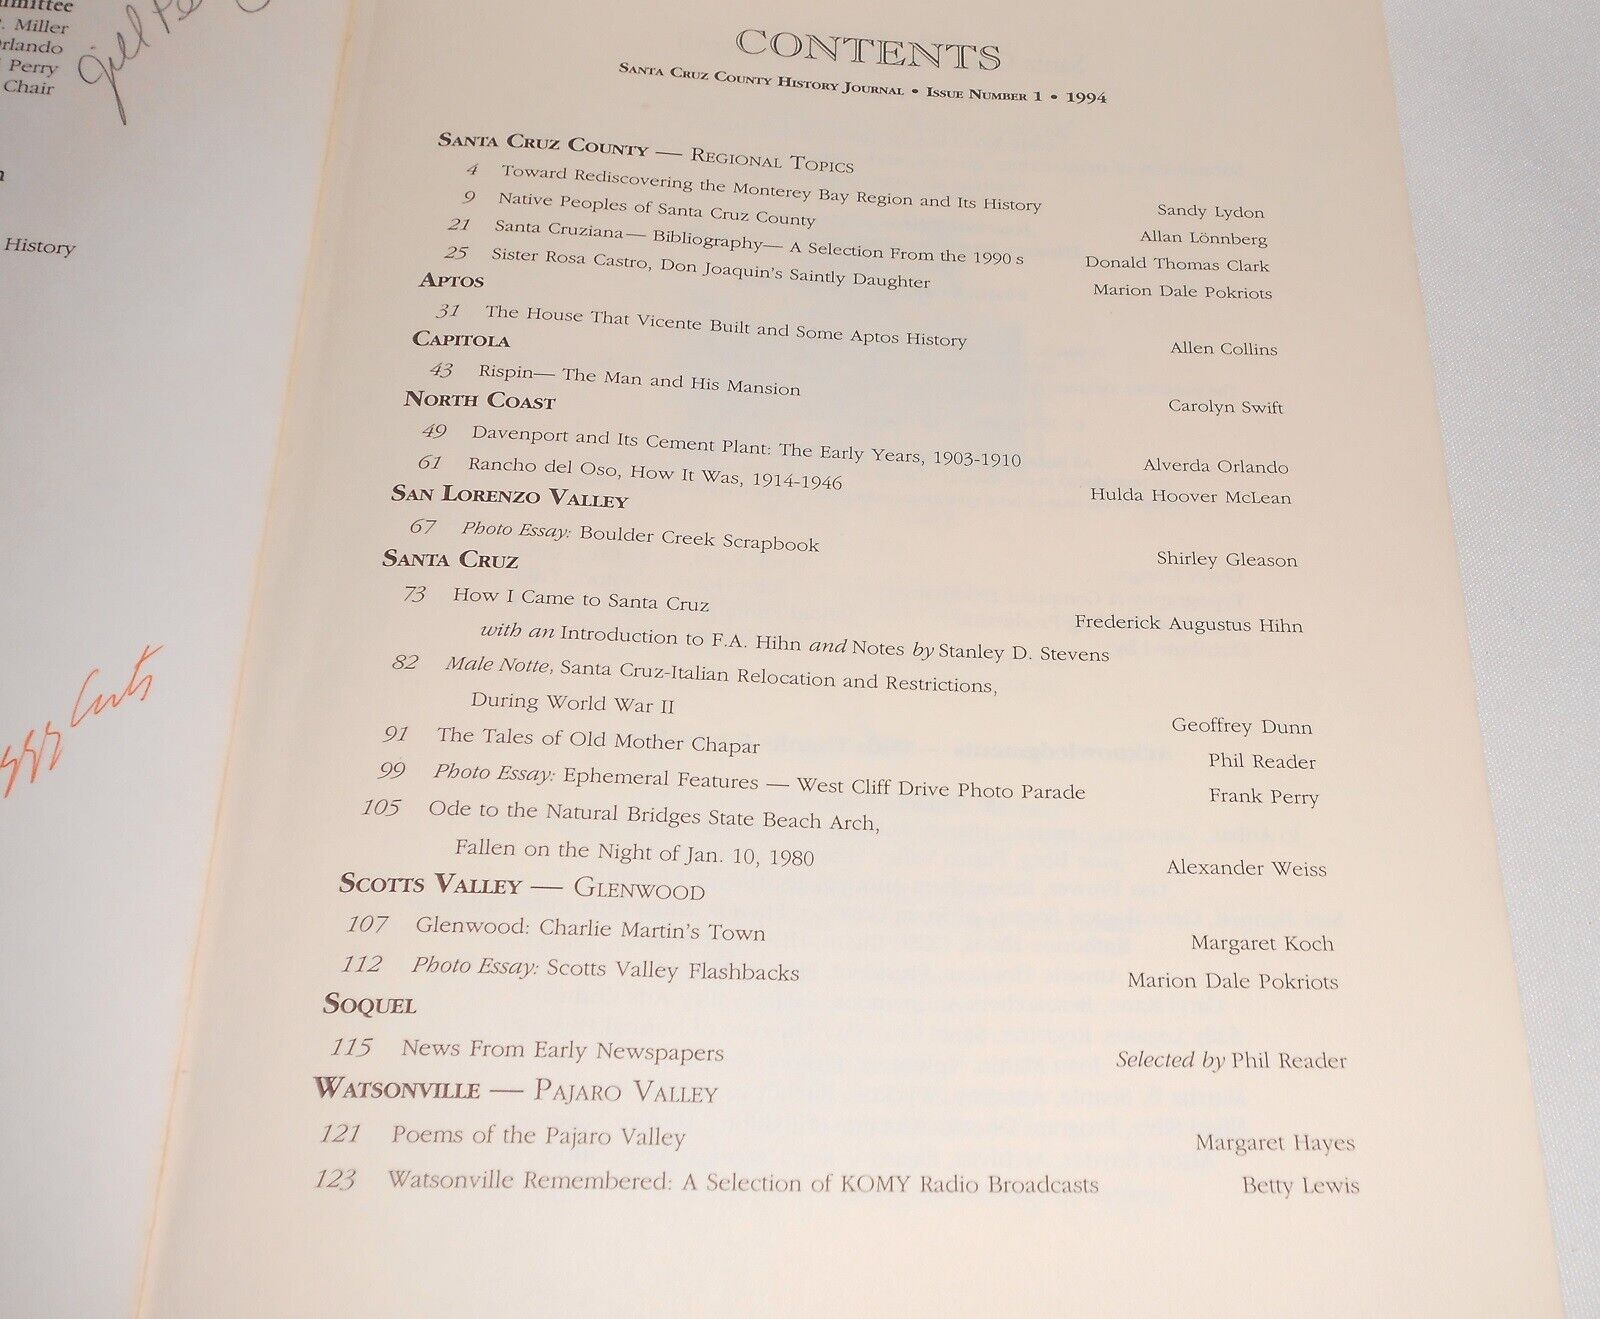 Miller
Perry
Chair
Jill
History
Cuts
CONTENTS
SANTA CRUZ COUNTY HISTORY JOURNAL • ISSUE NUMBER 1 • 1994
SANTA CRUZ COUNTY — REGIONAL TOPICS
4 Toward Rediscovering the Monterey Bay Region and Its History Sandy Lydon
9 Native Peoples of Santa Cruz County Allan Lönnberg
21 Santa Cruziana— Bibliography— A Selection From the 1990 s Donald Thomas Clark
25 Sister Rosa Castro, Don Joaquin's Saintly Daughter Marion Dale Pokriots
APTOS
31 The House That Vicente Built and Some Aptos History Allen Collins
CAPITOLA
43 Rispin— The Man and His Mansion Carolyn Swift
NORTH COAST
49 Davenport and Its Cement Plant: The Early Years, 1903-1910 Alverda Orlando
61 Rancho del Oso, How It Was, 1914-1946 Hulda Hoover McLean
SAN LORENZO VALLEY
67 Photo Essay: Boulder Creek Scrapbook Shirley Gleason
SANTA CRUZ
73 How I Came to Santa Cruz Frederick Augustus Hihn
with an Introduction to F.A. Hihn and Notes by Stanley D. Stevens
82 Male Notte, Santa Cruz-Italian Relocation and Restrictions,
During World War II Geoffrey Dunn
91 The Tales of Old Mother Chapar Phil Reader
99 Photo Essay: Ephemeral Features — West Cliff Drive Photo Parade Frank Perry
105 Ode to the Natural Bridges State Beach Arch,
Fallen on the Night of Jan. 10, 1980 Alexander Weiss
SCOTTS VALLEY — GLENWOOD
107 Glenwood: Charlie Martin's Town Margaret Koch
112 Photo Essay: Scotts Valley Flashbacks Marion Dale Pokriots
SOQUEL
115 News From Early Newspapers Selected by Phil Reader
WATSONVILLE — PAJARO VALLEY
121 Poems of the Pajaro Valley Margaret Hayes
123 Watsonville Remembered: A Selection of KOMY Radio Broadcasts Betty Lewis